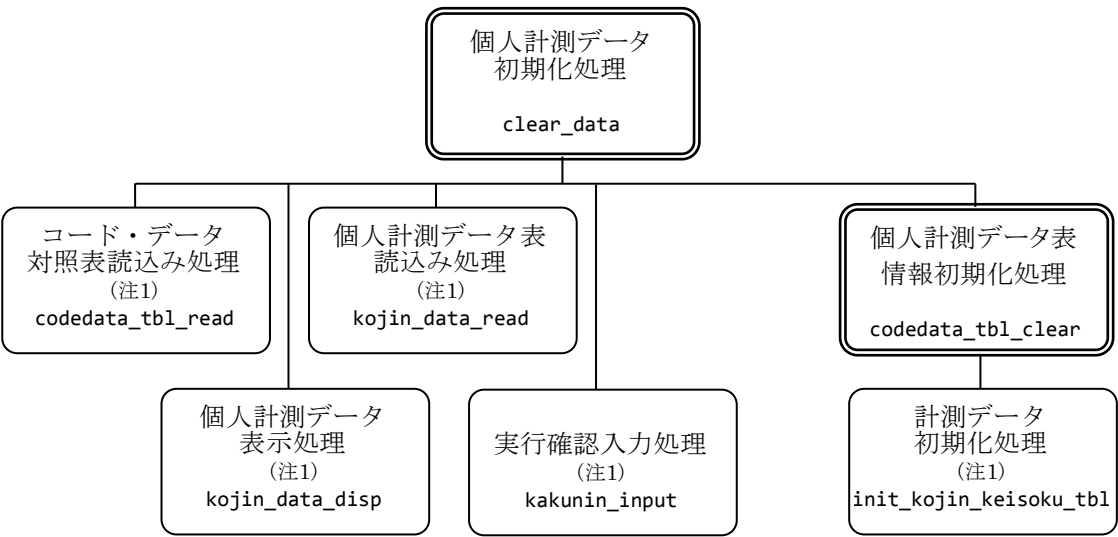 個人計測データ
初期化処理
clear_data
コード・データ
対照表読込み処理
(注1)
codedata_tbl_read
個人計測データ表
読込み処理
(注1)
kojin_data_read
個人計測データ表
情報初期化処理
codedata_tbl_clear
個人計測データ
表示処理
(注1)
kojin_data_disp
実行確認入力処理
(注1)
kakunin_input
計測データ
初期化処理
(注1)
init_kojin_keisoku_tbl